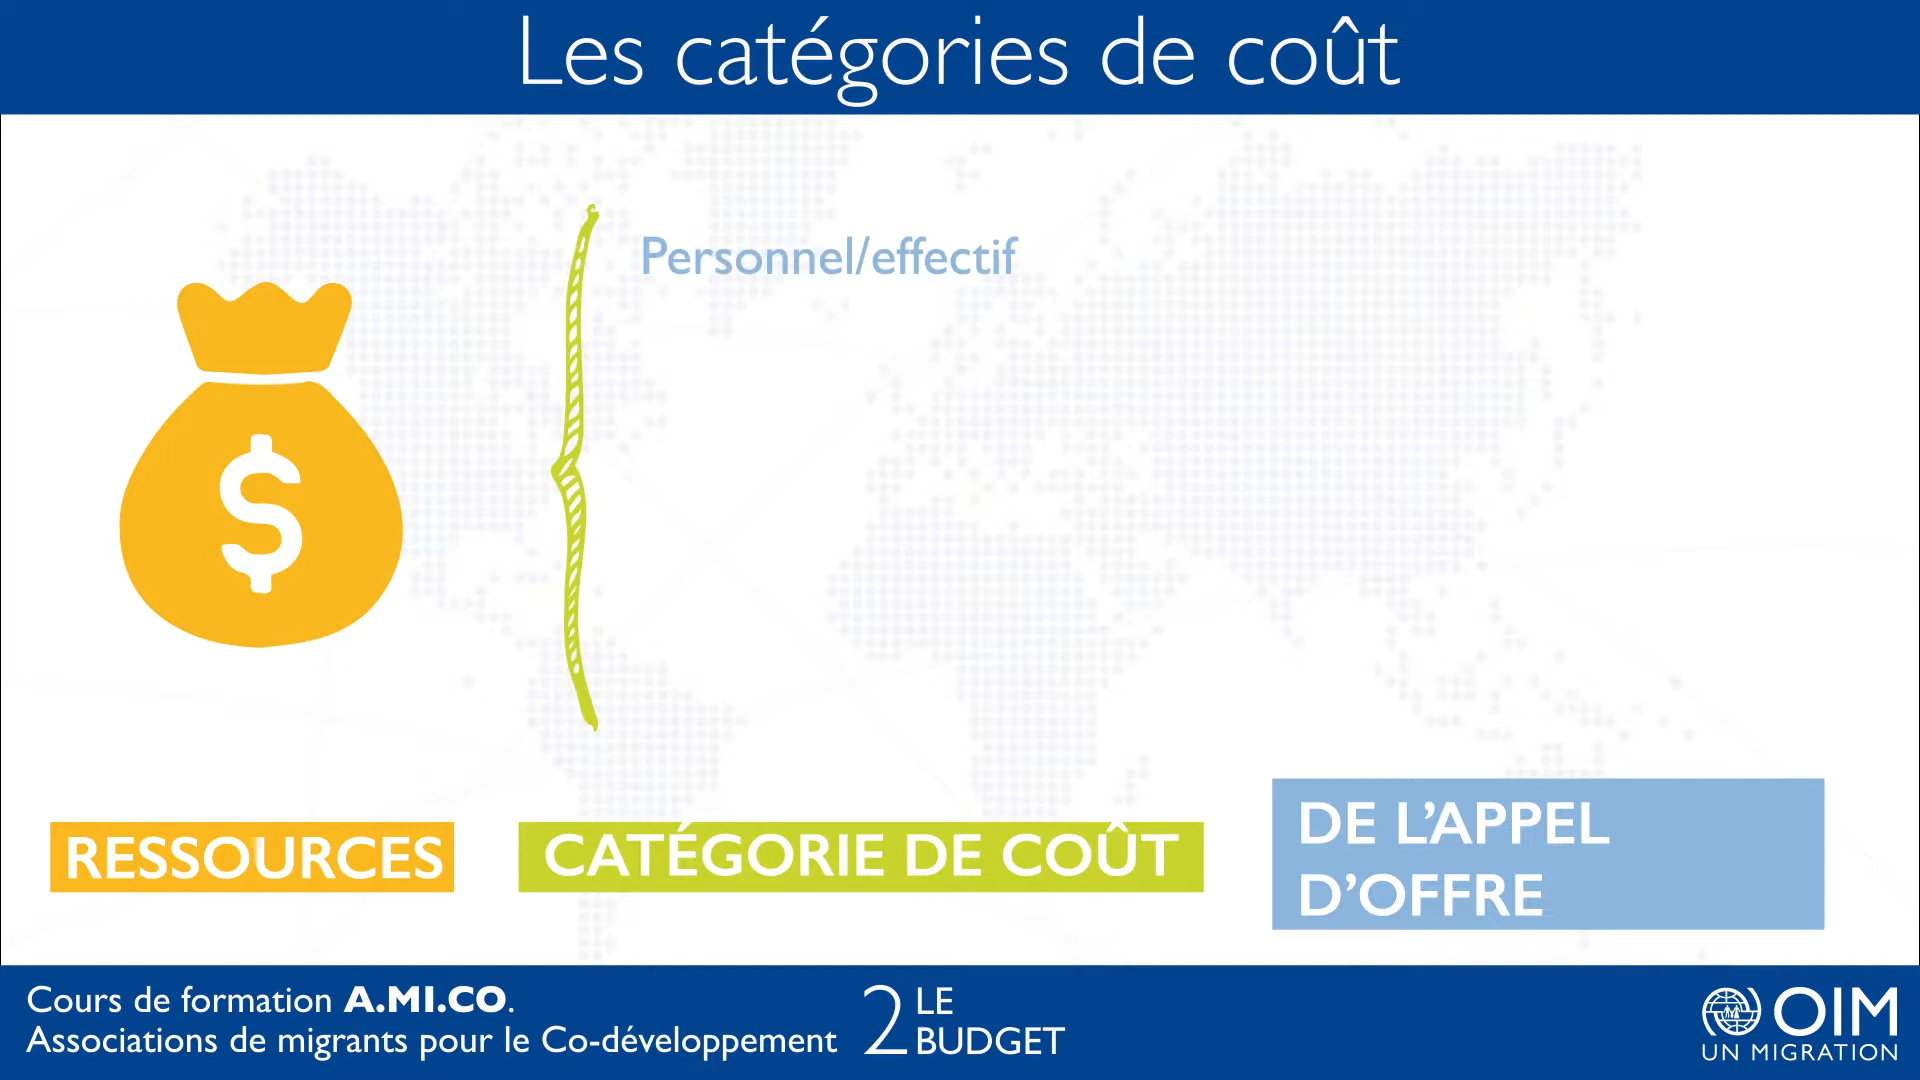 Les catégories de coût
Personnel/effectif
$
RESSOURCES
CATÉGORIE DE COÛT
DE L’APPEL
D’OFFRE
Cours de formation A.MI.CO.
Associations de migrants pour le Co-développement
2 LE
BUDGET
OIM
UN MIGRATION